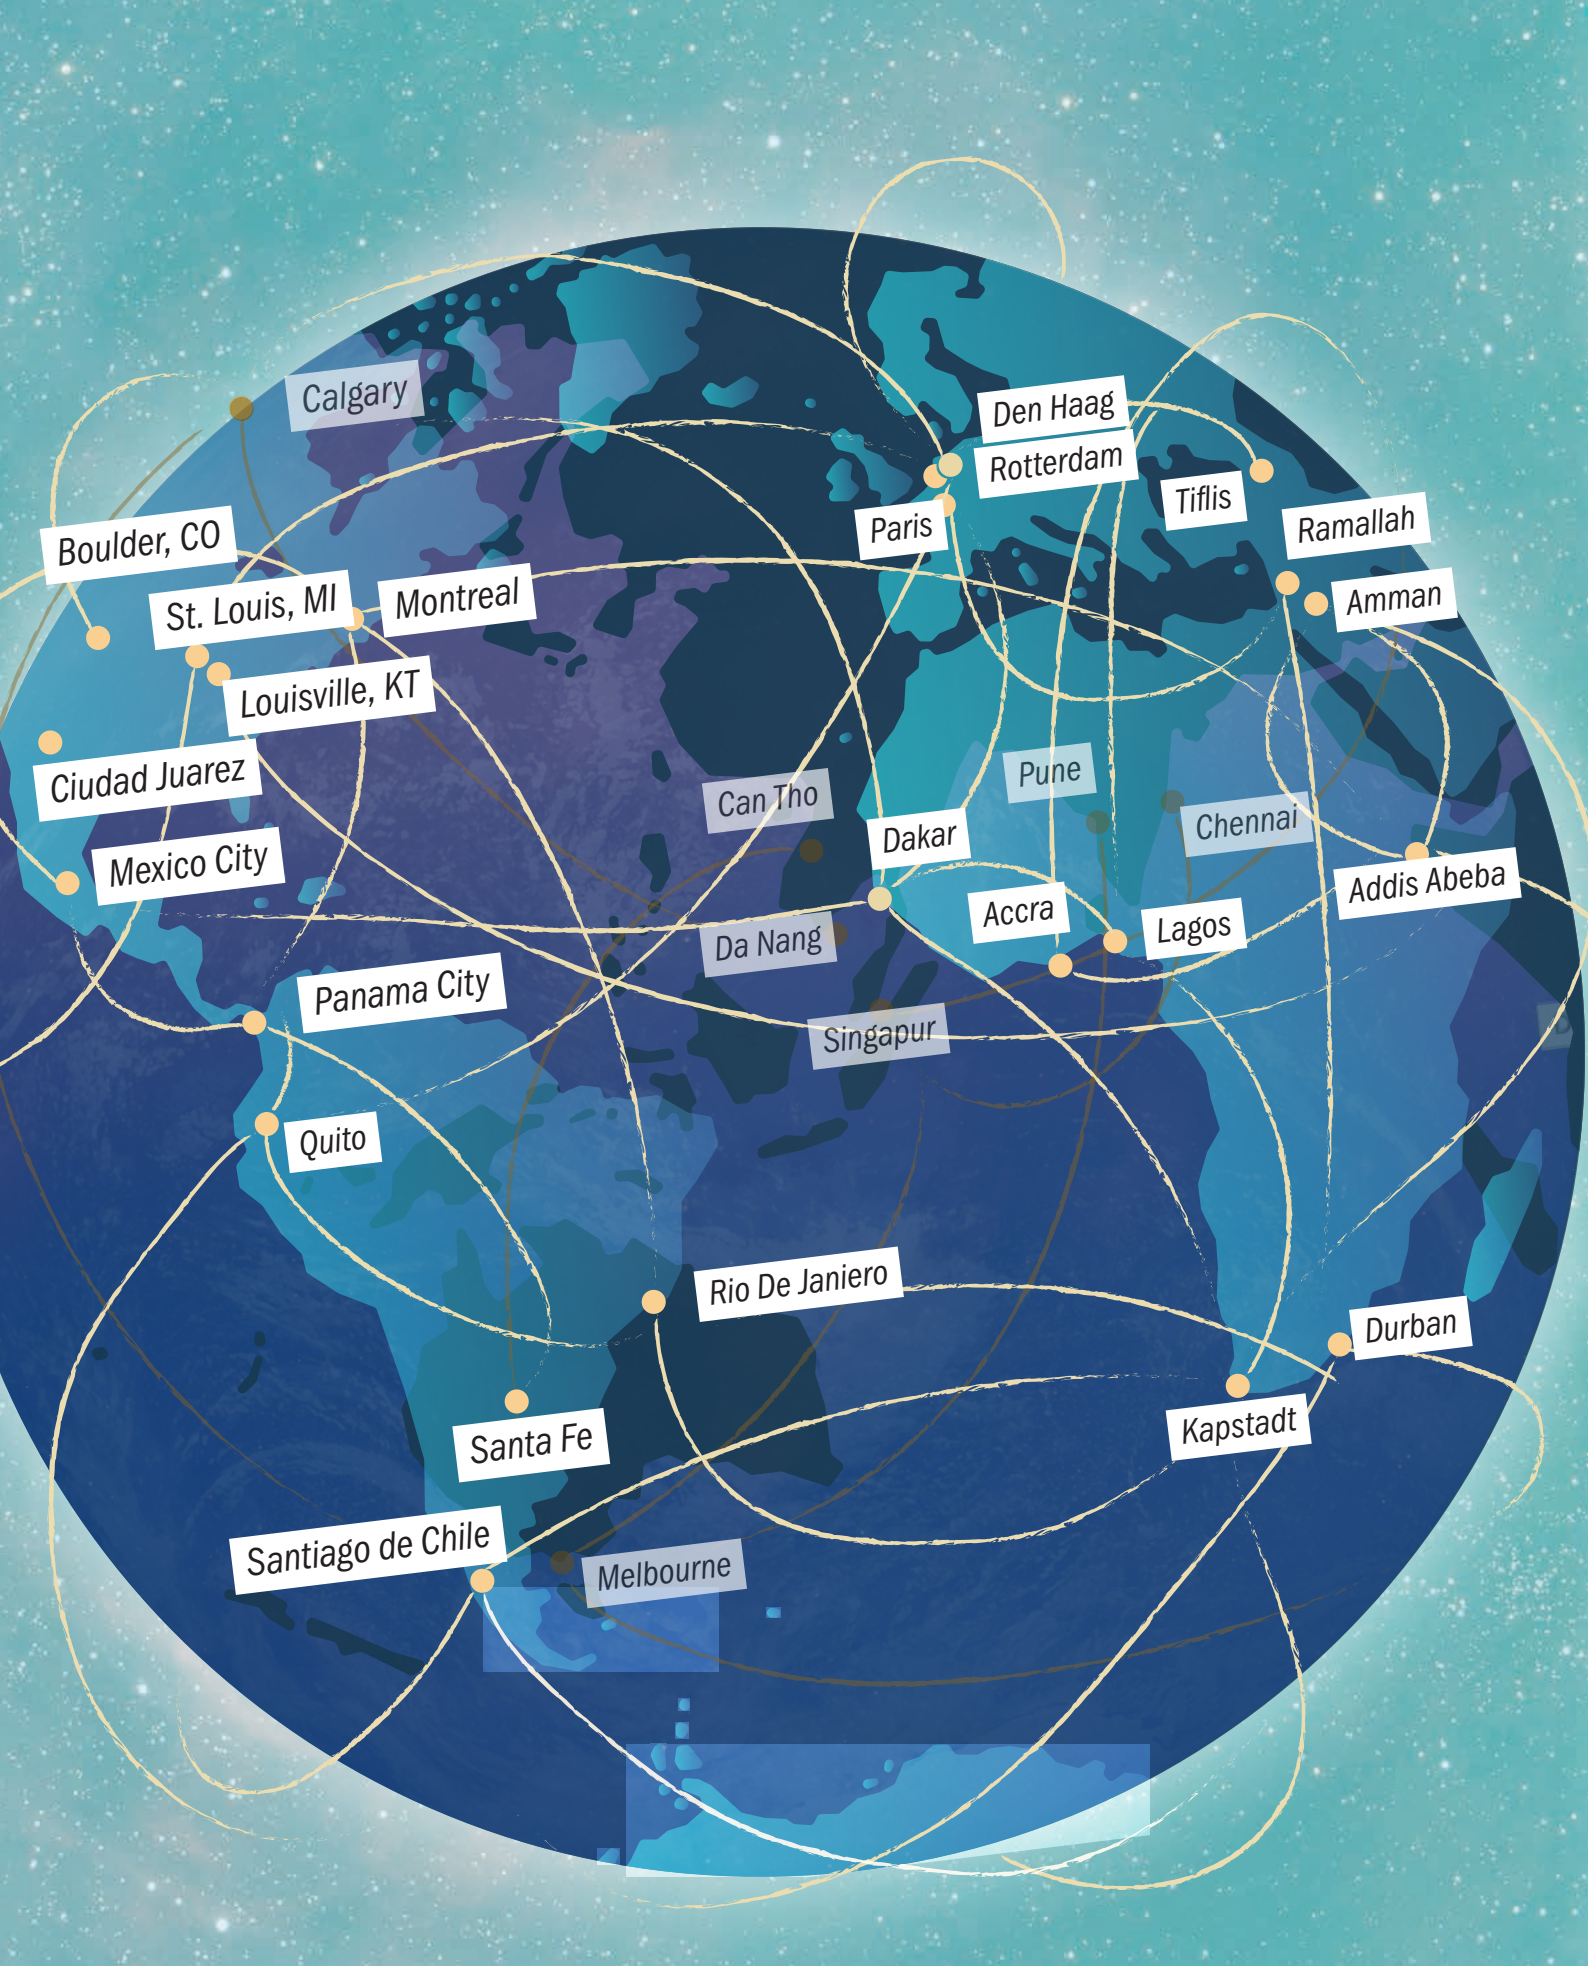 Calgary
Den Haag
Rotterdam
Tiflis
Paris
Ramallah
Boulder, CO
St. Louis, MI
Montreal
Amman
Louisville, KT
Ciudad Juarez
Can Tho
Pune
Chennai
Dakar
Mexico City
Addis Abeba
Accra
Lagos
Da Nang
Panama City
Singapur
Quito
Rio De Janiero
Durban
Kapstadt
Santa Fe
Santiago de Chile
Melbourne